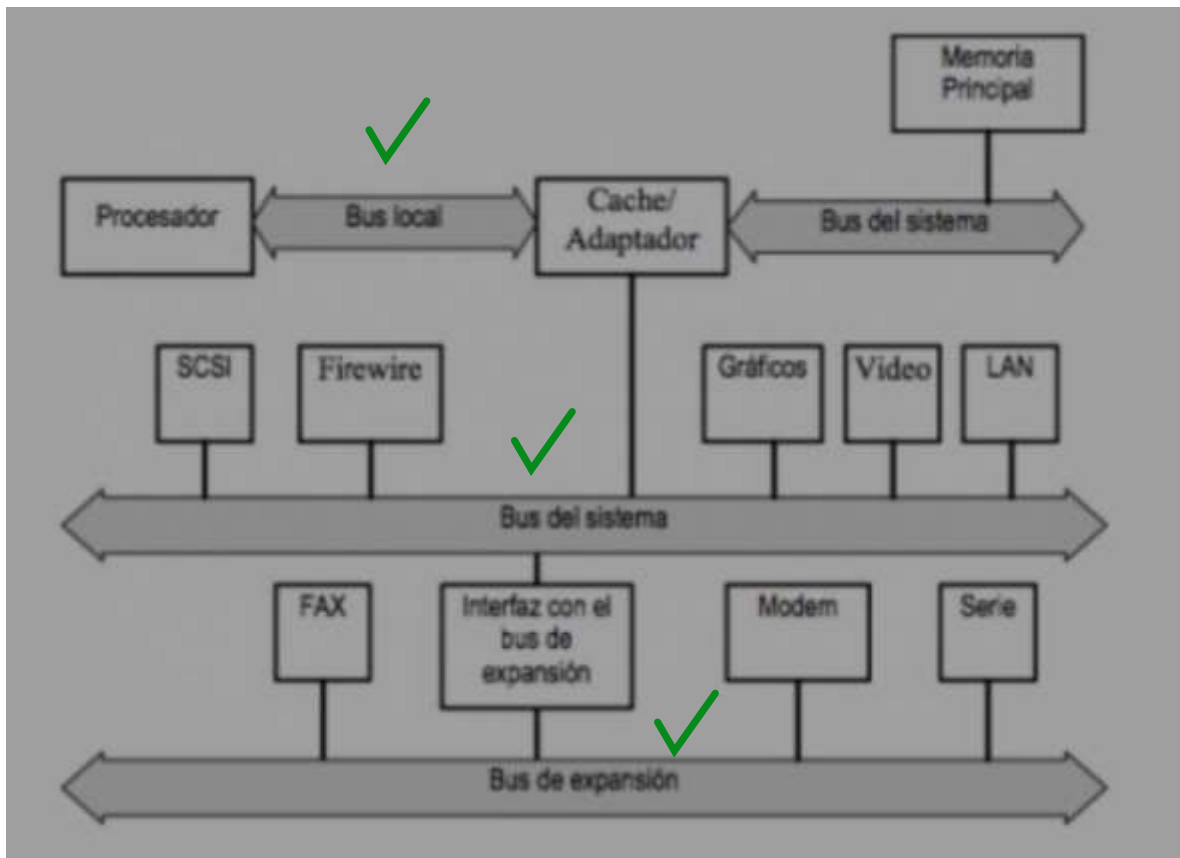 Memoria
Principal
Procesador
Bus local
Cache/
Adaptador
Bus del sistema
SCSI
Firewire
Gráficos
Video
LAN
Bus del sistema
FAX
Interfaz con el
bus de
expansión
Modem
Serie
Bus de expansión